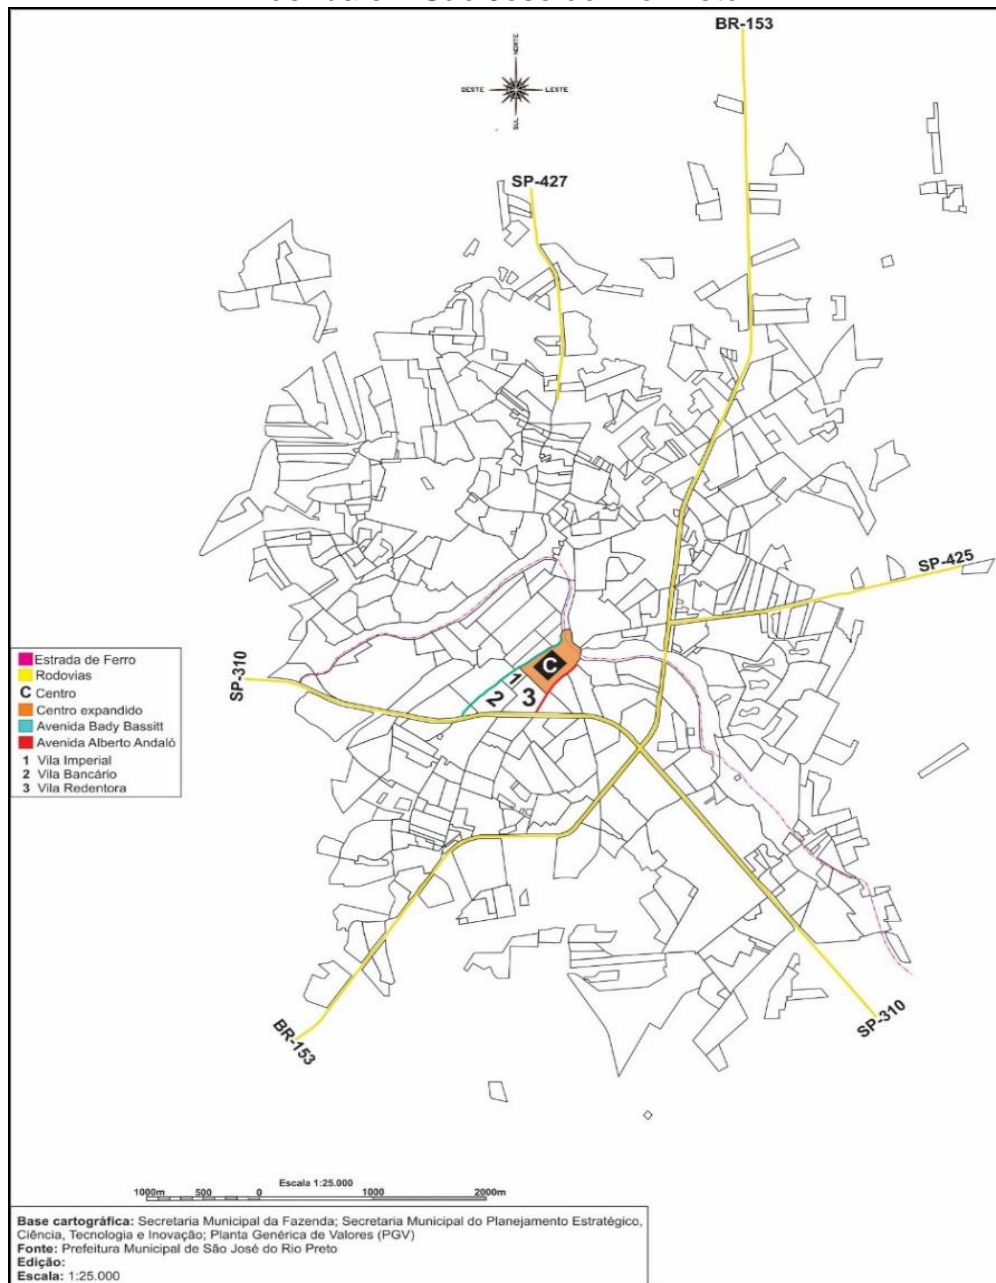 BR-153
NORTE
OESTE
LESTE
SUL
SP-427
SP-425
Estrada de Ferro
Rodovias
C Centro
Centro expandido
Avenida Bady Bassitt
Avenida Alberto Andaló
1 Vila Imperial
2 Vila Bancário
3 Vila Redentora
SP-310
C
1
2
3
BR-153
SP-310
Escala 1:25.000
1000m 500 0 1000 2000m
Base cartográfica: Secretaria Municipal da Fazenda; Secretaria Municipal do Planejamento Estratégico,
Ciência, Tecnologia e Inovação; Planta Genérica de Valores (PGV)
Fonte: Prefeitura Municipal de São José do Rio Preto
Edição:
Escala: 1:25.000